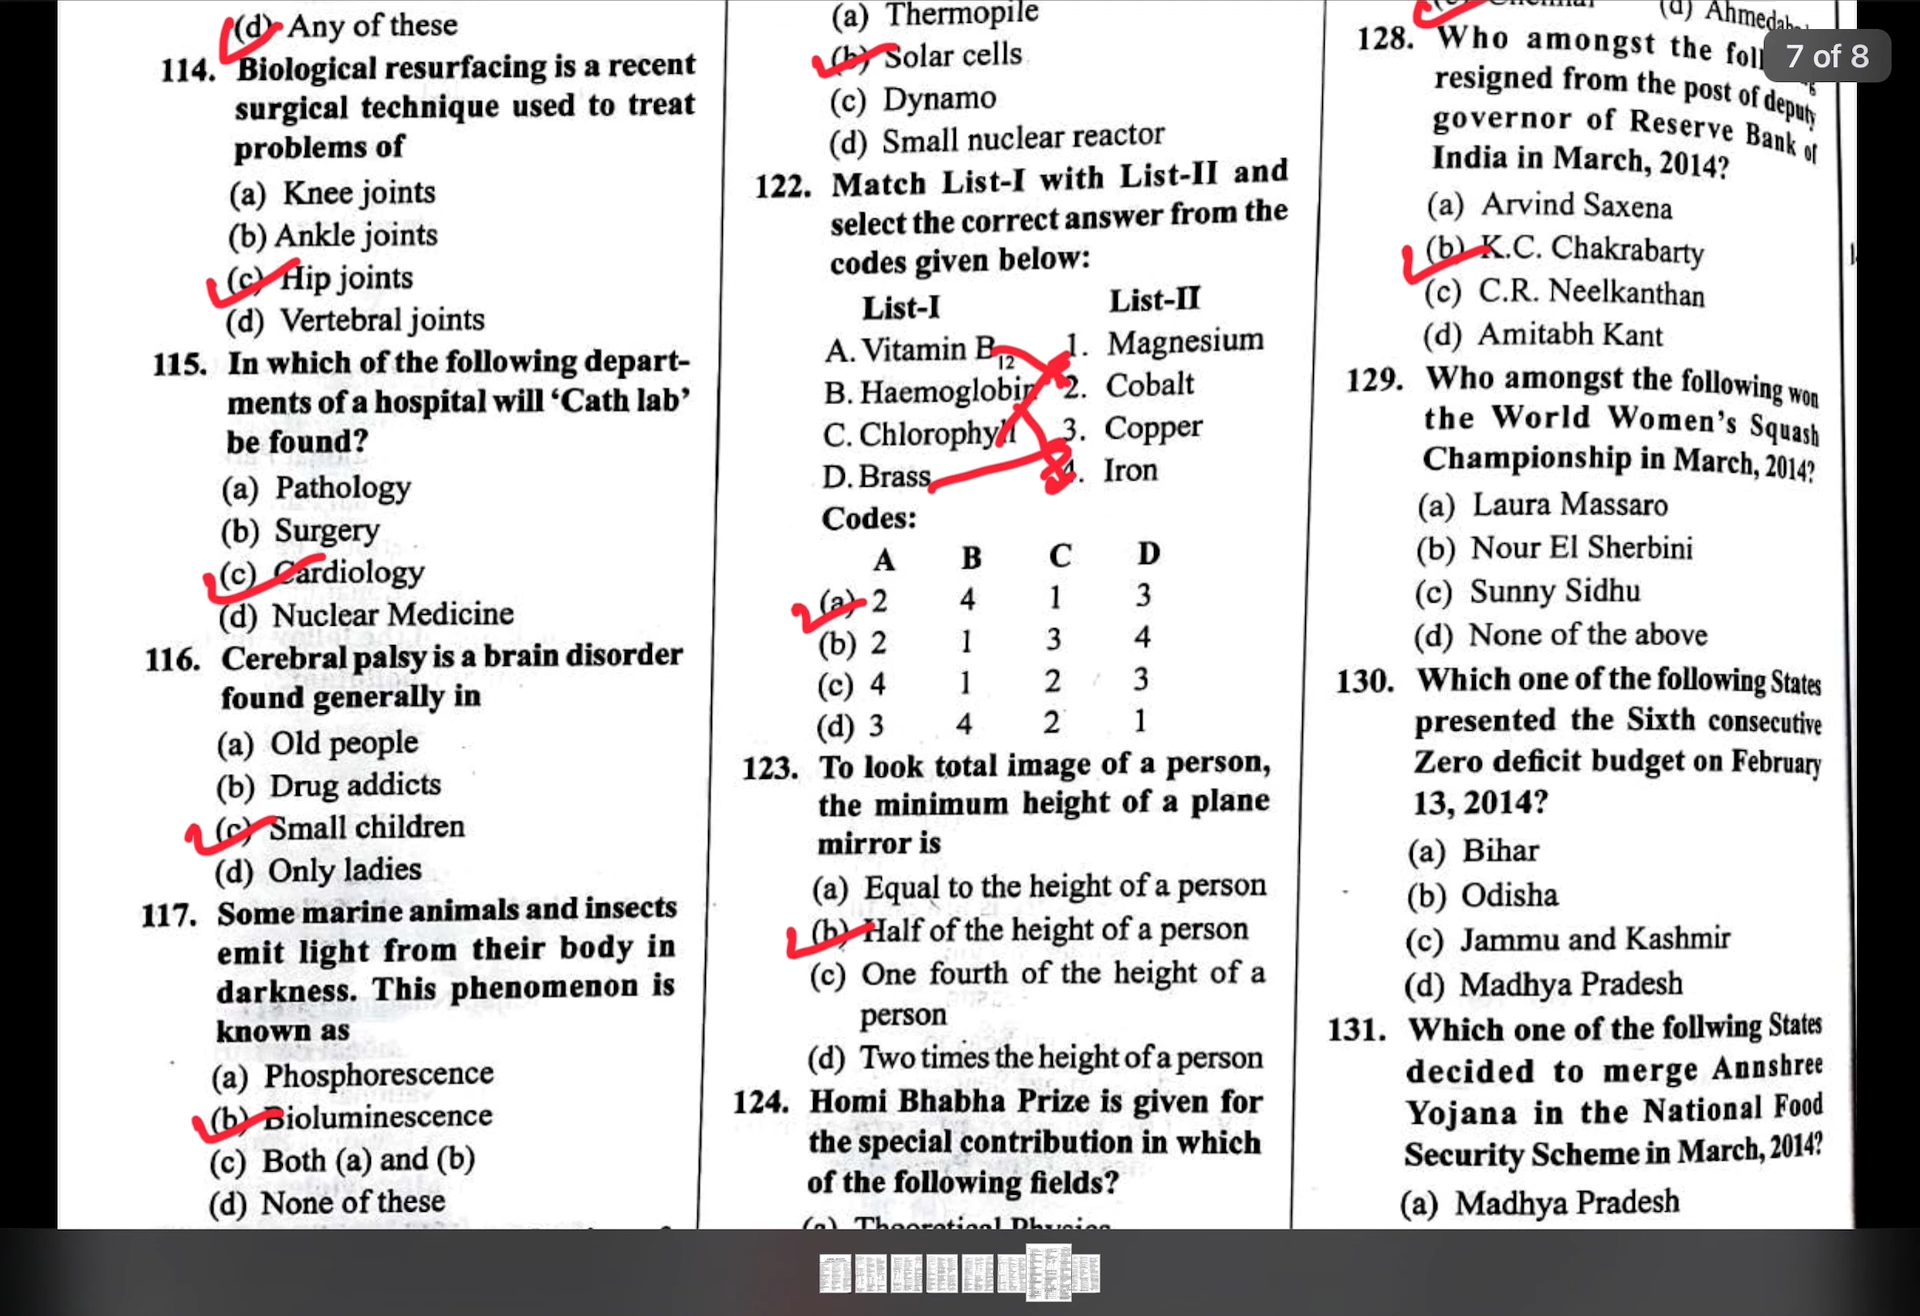 (d) Any of these
114. Biological resurfacing is a recent
surgical technique used to treat
problems of
(a) Knee joints
(b) Ankle joints
(c) Hip joints
(d) Vertebral joints
115. In which of the following depart-
ments of a hospital will ‘Cath lab’
be found?
(a) Pathology
(b) Surgery
(c) Cardiology
(d) Nuclear Medicine
116. Cerebral palsy is a brain disorder
found generally in
(a) Old people
(b) Drug addicts
(c) Small children
(d) Only ladies
117. Some marine animals and insects
emit light from their body in
darkness. This phenomenon is
known as
(a) Phosphorescence
(b) Bioluminescence
(c) Both (a) and (b)
(d) None of these
(a) Thermopile
(b) Solar cells
(c) Dynamo
(d) Small nuclear reactor
122. Match List-I with List-II and
select the correct answer from the
codes given below:
List-I List-II
A. Vitamin B12 1. Magnesium
B. Haemoglobin 2. Cobalt
C. Chlorophyll 3. Copper
D. Brass 4. Iron
Codes:
A B C D
(a) 2 4 1 3
(b) 2 1 3 4
(c) 4 1 2 3
(d) 3 4 2 1
123. To look total image of a person,
the minimum height of a plane
mirror is
(a) Equal to the height of a person
(b) Half of the height of a person
(c) One fourth of the height of a
person
(d) Two times the height of a person
124. Homi Bhabha Prize is given for
the special contribution in which
of the following fields?
(a) Theoretical Physics
(d) Ahmedab
7 of 8
128. Who amongst the foll
resigned from the post of deputy
governor of Reserve Bank of
India in March, 2014?
(a) Arvind Saxena
(b) K.C. Chakrabarty
(c) C.R. Neelkanthan
(d) Amitabh Kant
129. Who amongst the following won
the World Women’s Squash
Championship in March, 2014?
(a) Laura Massaro
(b) Nour El Sherbini
(c) Sunny Sidhu
(d) None of the above
130. Which one of the following States
presented the Sixth consecutive
Zero deficit budget on February
13, 2014?
(a) Bihar
(b) Odisha
(c) Jammu and Kashmir
(d) Madhya Pradesh
131. Which one of the follwing States
decided to merge Annshree
Yojana in the National Food
Security Scheme in March, 2014?
(a) Madhya Pradesh